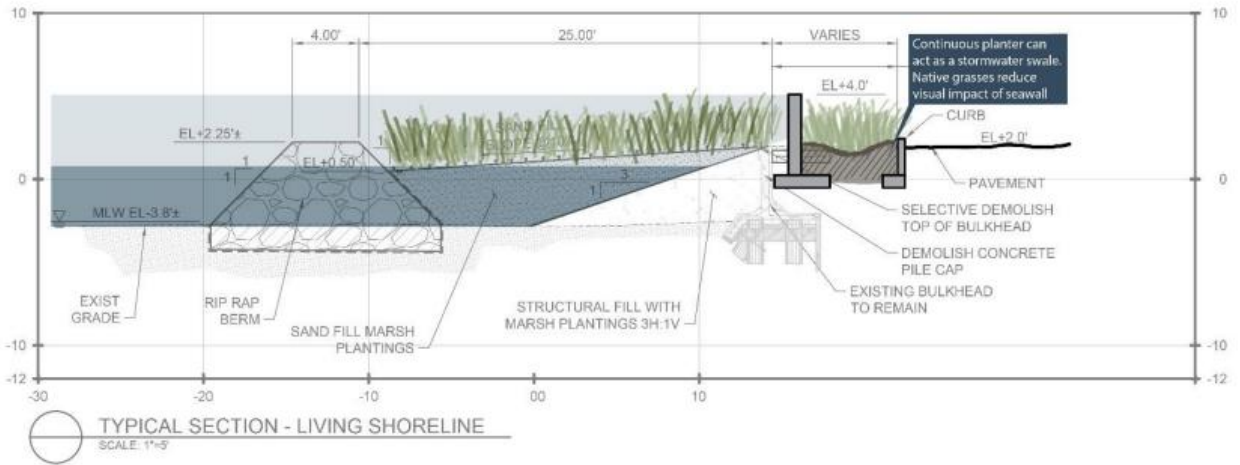 10
10
4.00'
25.00'
VARIES
Continuous planter can
act as a stormwater swale.
Native grasses reduce
visual impact of seawall
EL+4.0'
CURB
EL+2.25'±
EL+2.0'
1
1
EL+0.50'
1
3
1
0
0
PAVEMENT
MLW EL-3.8'±
SELECTIVE DEMOLISH
TOP OF BULKHEAD
DEMOLISH CONCRETE
PILE CAP
EXISTING BULKHEAD
TO REMAIN
EXIST
GRADE
RIP RAP
BERM
SAND FILL MARSH
PLANTINGS
STRUCTURAL FILL WITH
MARSH PLANTINGS 3H:1V
-10
-10
-12
-12
-30
-20
-10
00
10
TYPICAL SECTION - LIVING SHORELINE
SCALE: 1"=5'